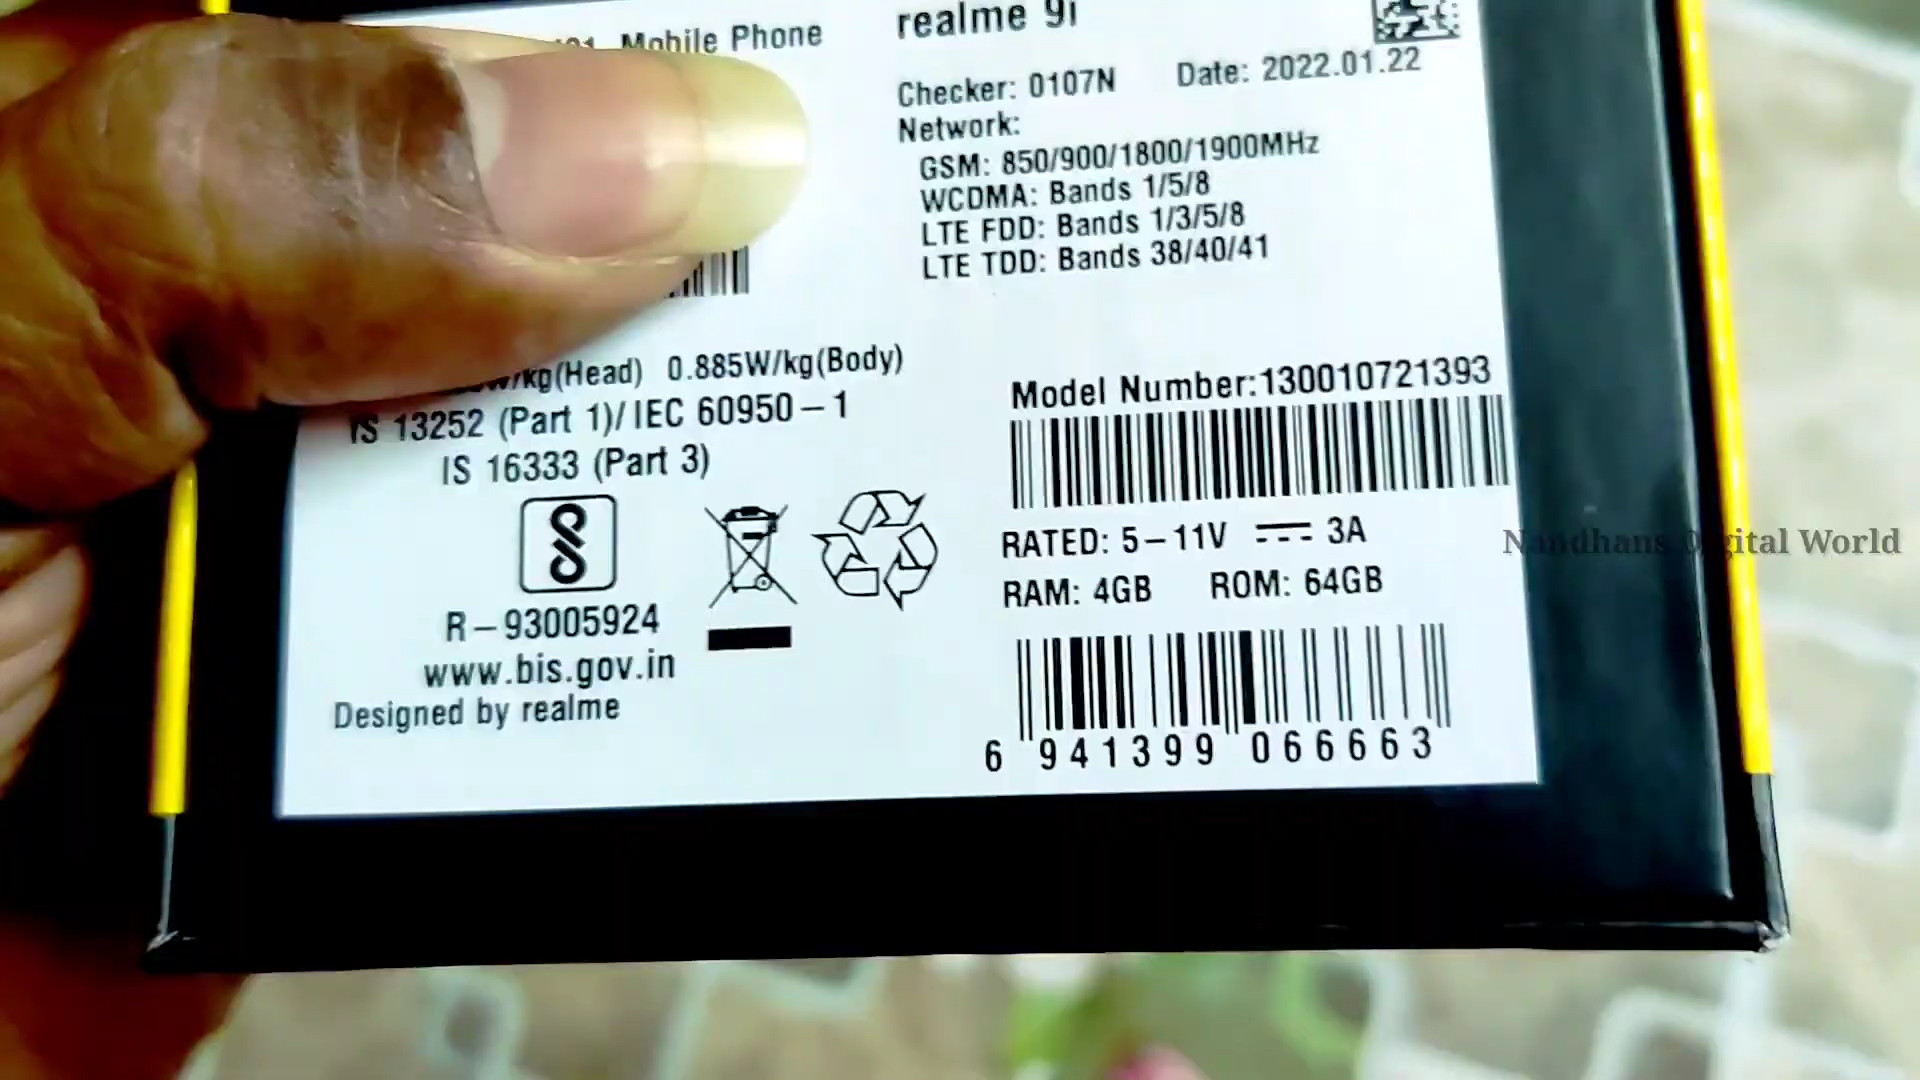 Mobile Phone
realme 9i
Checker: 0107N Date: 2022.01.22
Network:
GSM: 850/900/1800/1900MHz
WCDMA: Bands 1/5/8
LTE FDD: Bands 1/3/5/8
LTE TDD: Bands 38/40/41
W/kg(Head) 0.885W/kg(Body)
IS 13252 (Part 1)/ IEC 60950–1
IS 16333 (Part 3)
R–93005924
www.bis.gov.in
Designed by realme
Model Number:130010721393
RATED: 5–11V ⎓ 3A
RAM: 4GB ROM: 64GB
6 941399 066663
Nandhans Digital World